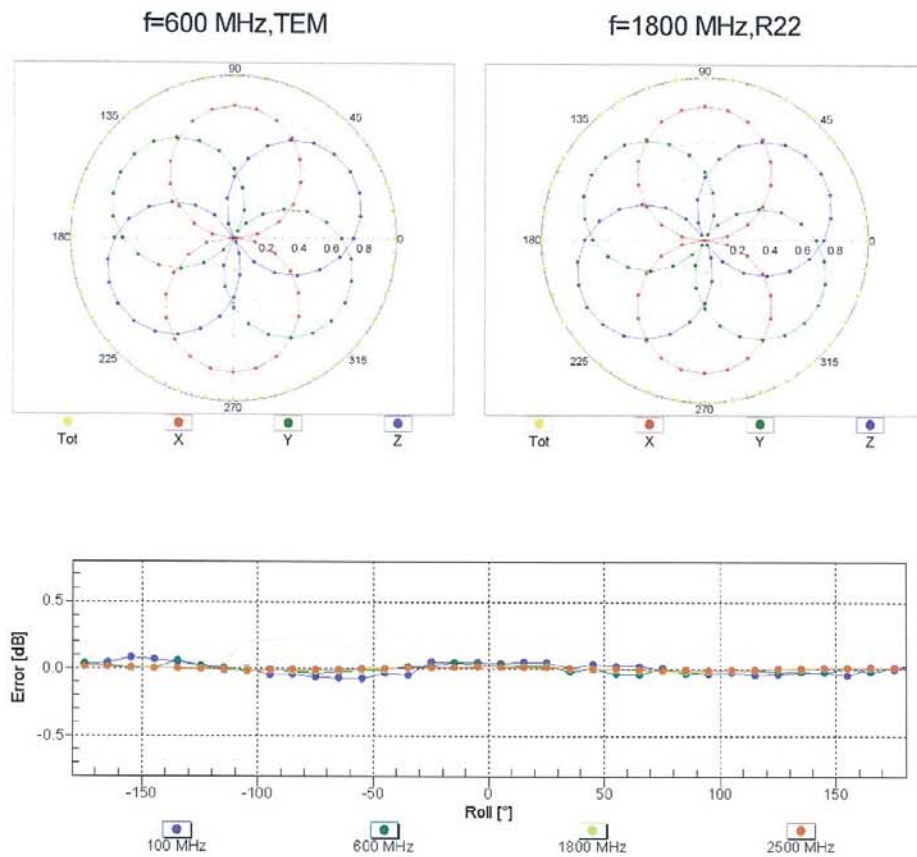 f=600 MHz,TEM
f=1800 MHz,R22
90
135
45
180
0.2 0.4 0.6 0.8
0
225
315
270
Tot X Y Z
90
135
45
180
0.2 0.4 0.6 0.8
0
225
315
270
Tot X Y Z
Error [dB]
0.5
0.0
-0.5
-150 -100 -50 0 50 100 150
Roll [°]
100 MHz 600 MHz 1800 MHz 2500 MHz